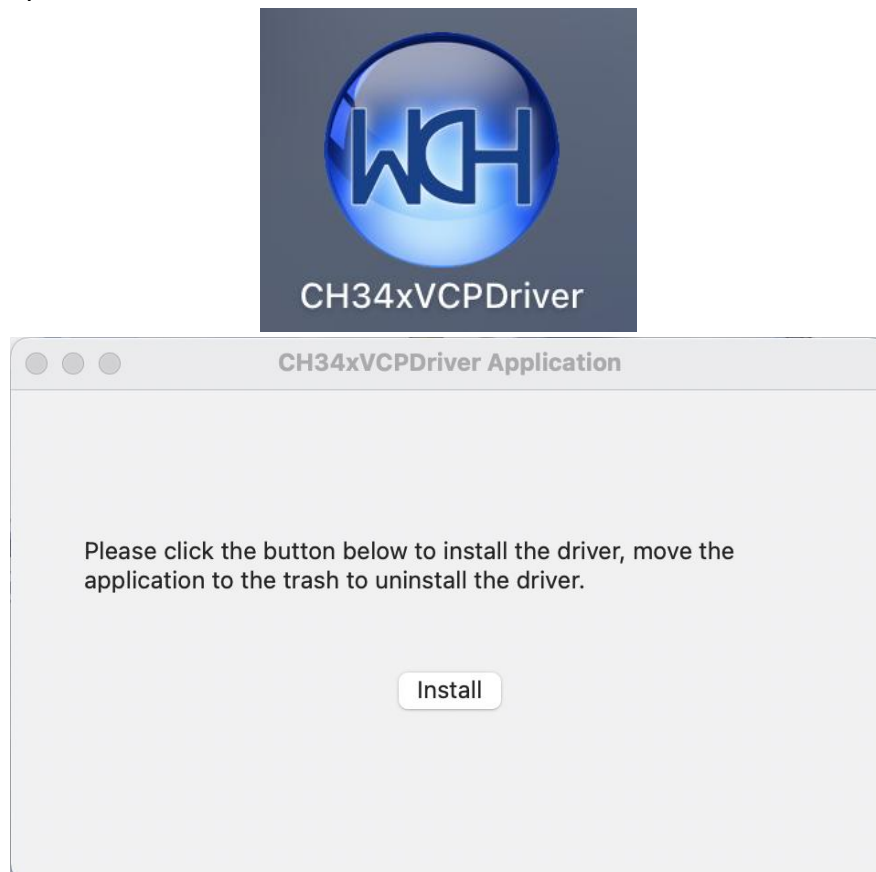 WCH
CH34xVCPDriver
CH34xVCPDriver Application
Please click the button below to install the driver, move the
application to the trash to uninstall the driver.
Install